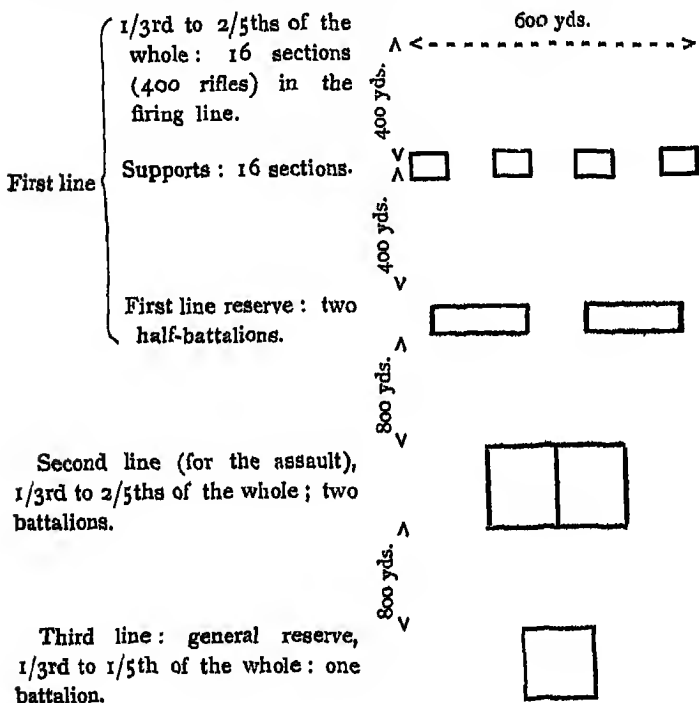 1/3rd to 2/5ths of the
whole: 16 sections
(400 rifles) in the
firing line.
600 yds.
400 yds.
First line
Supports: 16 sections.
400 yds.
First line reserve: two
half-battalions.
800 yds.
Second line (for the assault),
1/3rd to 2/5ths of the whole; two
battalions.
800 yds.
Third line: general reserve,
1/3rd to 1/5th of the whole: one
battalion.